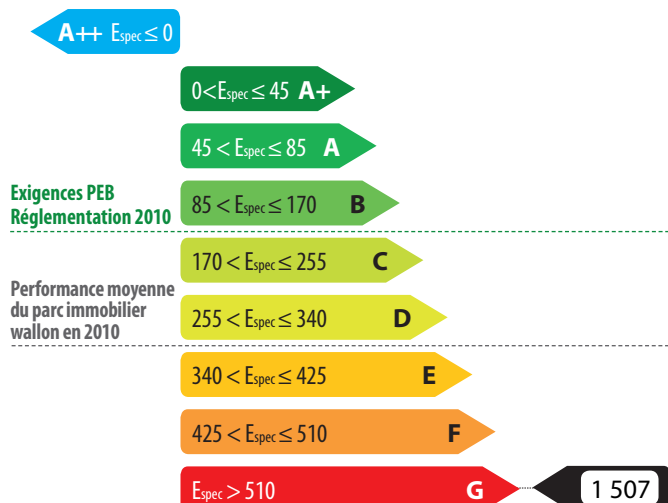 A++ Espec ≤ 0
0<Espec ≤ 45 A+
45 < Espec ≤ 85 A
Exigences PEB
Réglementation 2010
85 < Espec ≤ 170 B
170 < Espec ≤ 255 C
Performance moyenne
du parc immobilier
wallon en 2010
255 < Espec ≤ 340 D
340 < Espec ≤ 425 E
425 < Espec ≤ 510 F
Espec > 510 G
1 507